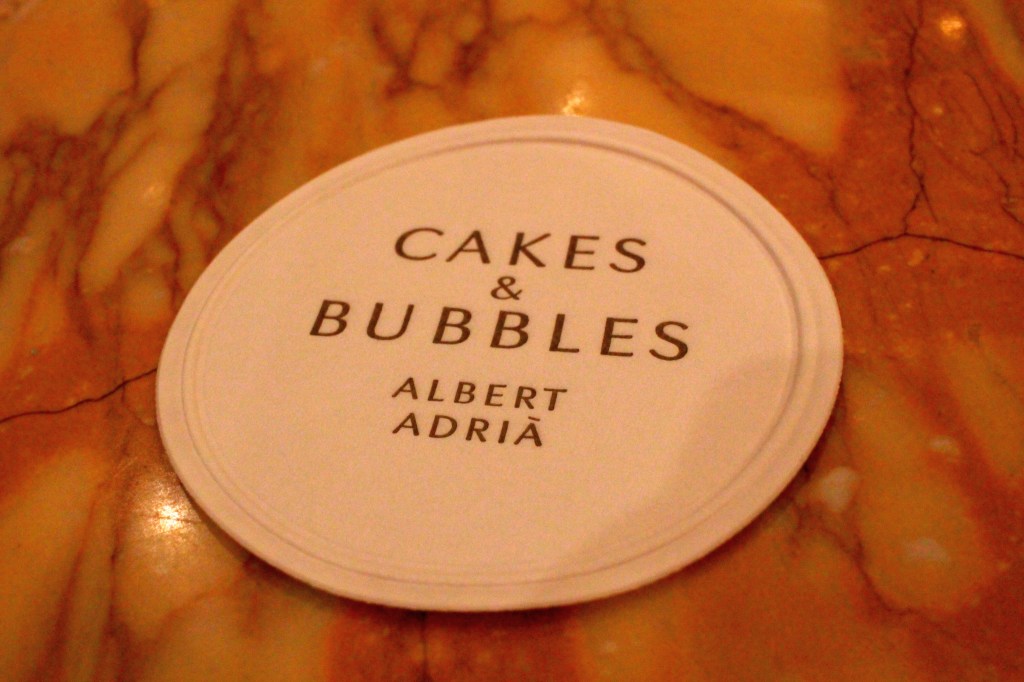 CAKES
&
BUBBLES
ALBERT
ADRIÀ